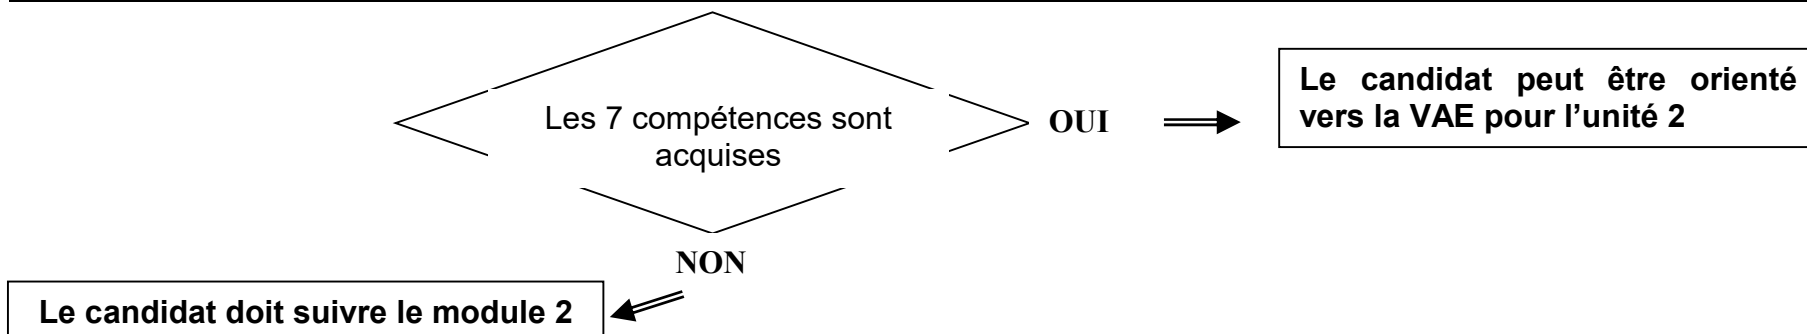 Les 7 compétences sont
acquises
OUI
Le candidat peut être orienté
vers la VAE pour l'unité 2
NON
Le candidat doit suivre le module 2